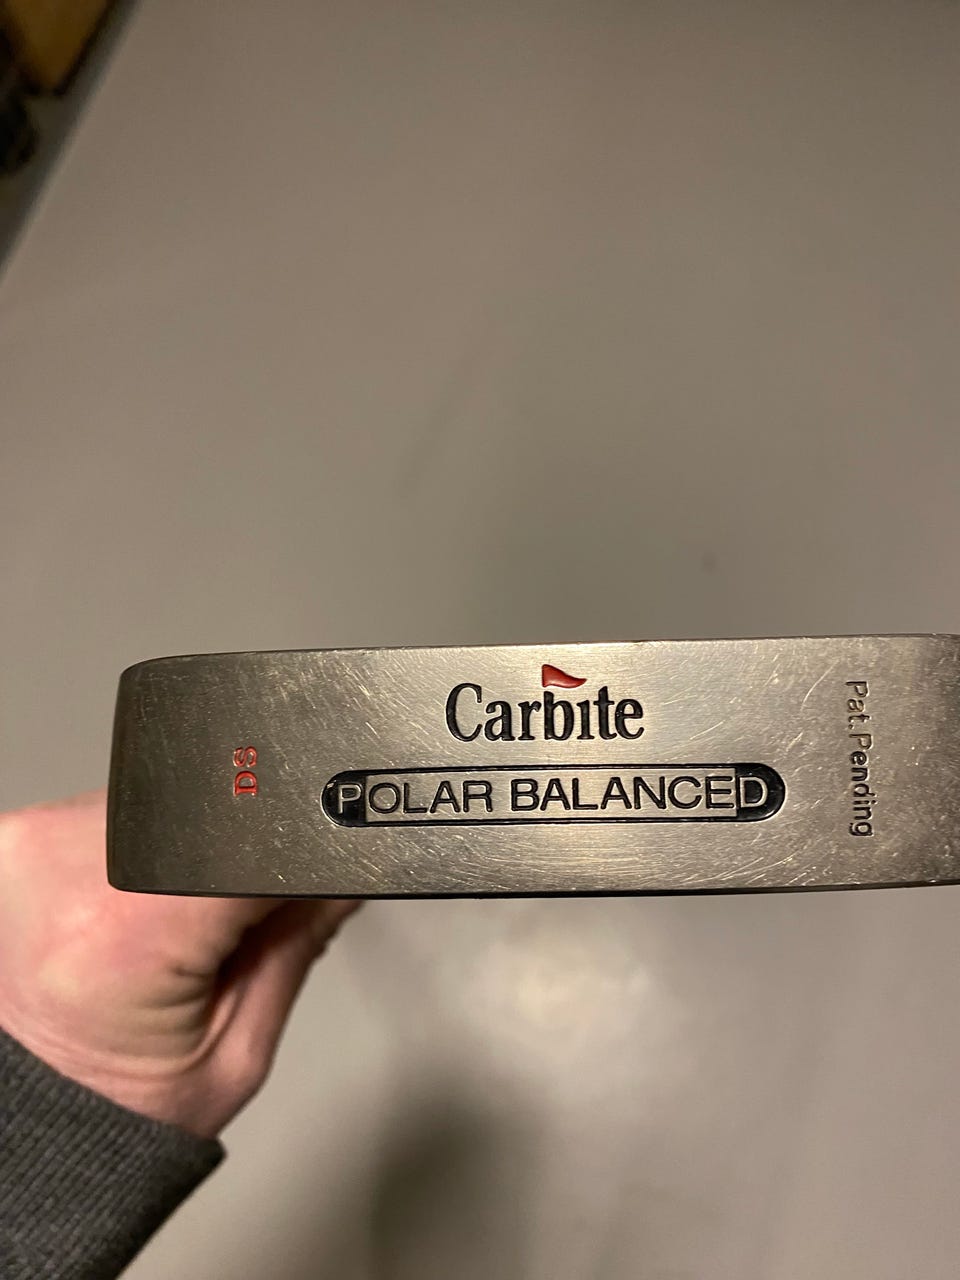 Carbite
POLAR BALANCED
DS
Pat. Pending